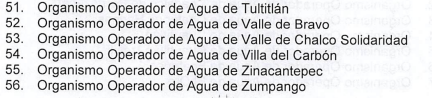 51. Organismo Operador de Agua de Tultitlán
52. Organismo Operador de Agua de Valle de Bravo
53. Organismo Operador de Agua de Valle de Chalco Solidaridad
54. Organismo Operador de Agua de Villa del Carbón
55. Organismo Operador de Agua de Zinacantepec
56. Organismo Operador de Agua de Zumpango